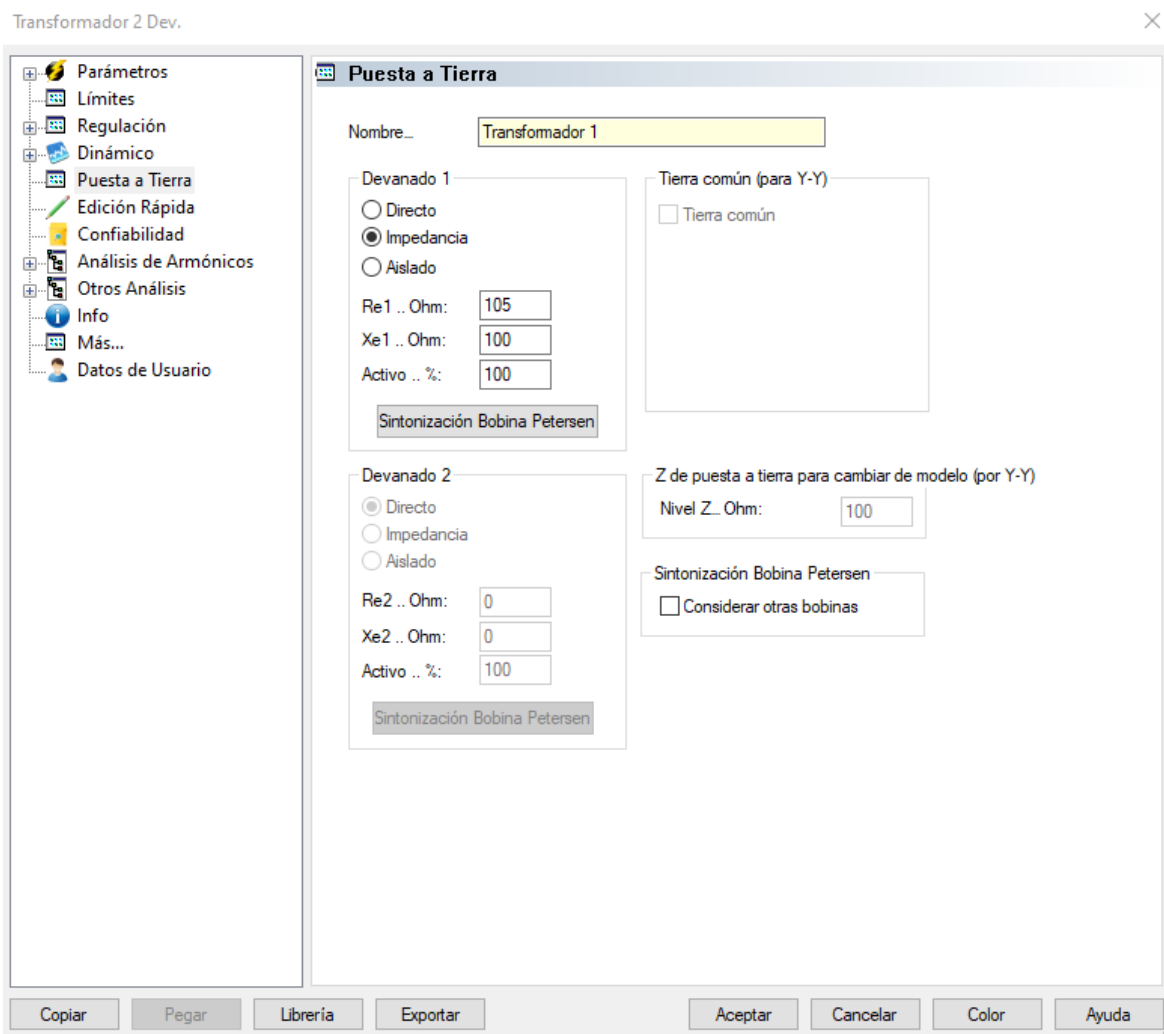 Transformador 2 Dev.
Parámetros
Límites
Regulación
Dinámico
Puesta a Tierra
Edición Rápida
Confiabilidad
Análisis de Armónicos
Otros Análisis
Info
Más...
Datos de Usuario
Puesta a Tierra
Nombre... Transformador 1
Devanado 1
Directo
Impedancia
Aislado
Re1 .. Ohm: 105
Xe1 .. Ohm: 100
Activo .. %: 100
Sintonización Bobina Petersen
Tierra común (para Y-Y)
Tierra común
Devanado 2
Directo
Impedancia
Aislado
Re2 .. Ohm: 0
Xe2 .. Ohm: 0
Activo .. %: 100
Sintonización Bobina Petersen
Z de puesta a tierra para cambiar de modelo (por Y-Y)
Nivel Z... Ohm: 100
Sintonización Bobina Petersen
Considerar otras bobinas
Copiar Pegar Librería Exportar Aceptar Cancelar Color Ayuda